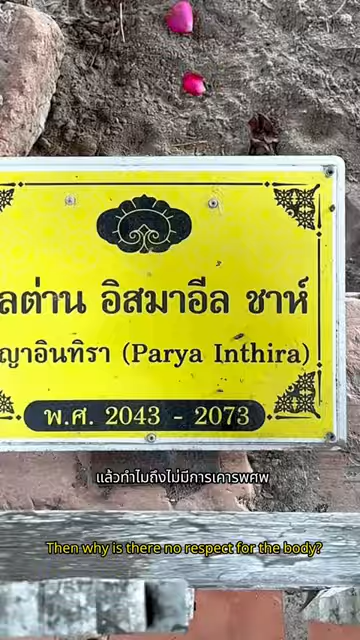 ลต่าน อิสมาอีล ชาห์
ญาอินทิรา (Parya Inthira)
พ.ศ. 2043 - 2073
แล้วทำไมถึงไม่มีการเคารพศพ
Then why is there no respect for the body?